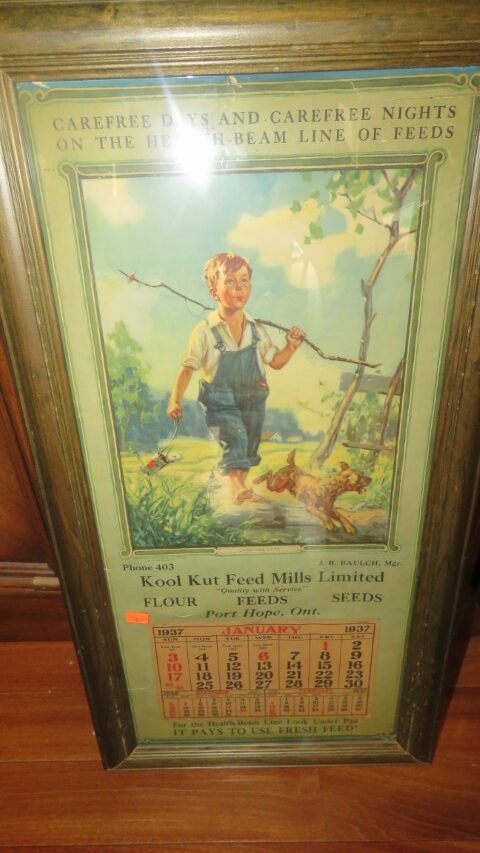 CAREFREE DAYS AND CAREFREE NIGHTS
ON THE HEALTH-BEAM LINE OF FEEDS
Phone 403
J. B. BAULCH, Mgr.
Kool Kut Feed Mills Limited
"Quality with Service"
FLOUR FEEDS SEEDS
Port Hope, Ont.
1937 JANUARY 1937
SUN MON TUE WED THU FRI SAT
1 2
3 4 5 6 7 8 9
10 11 12 13 14 15 16
17 18 19 20 21 22 23
24 25 26 27 28 29 30
31
For the Health-Beam Line Look Under Pad
IT PAYS TO USE FRESH FEED!